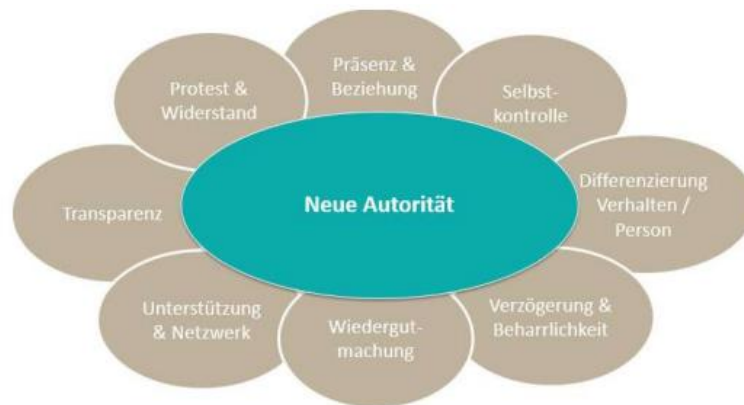 Präsenz &
Beziehung
Selbst-
kontrolle
Differenzierung
Verhalten /
Person
Verzögerung &
Beharrlichkeit
Wiedergut-
machung
Unterstützung
& Netzwerk
Transparenz
Protest &
Widerstand
Neue Autorität